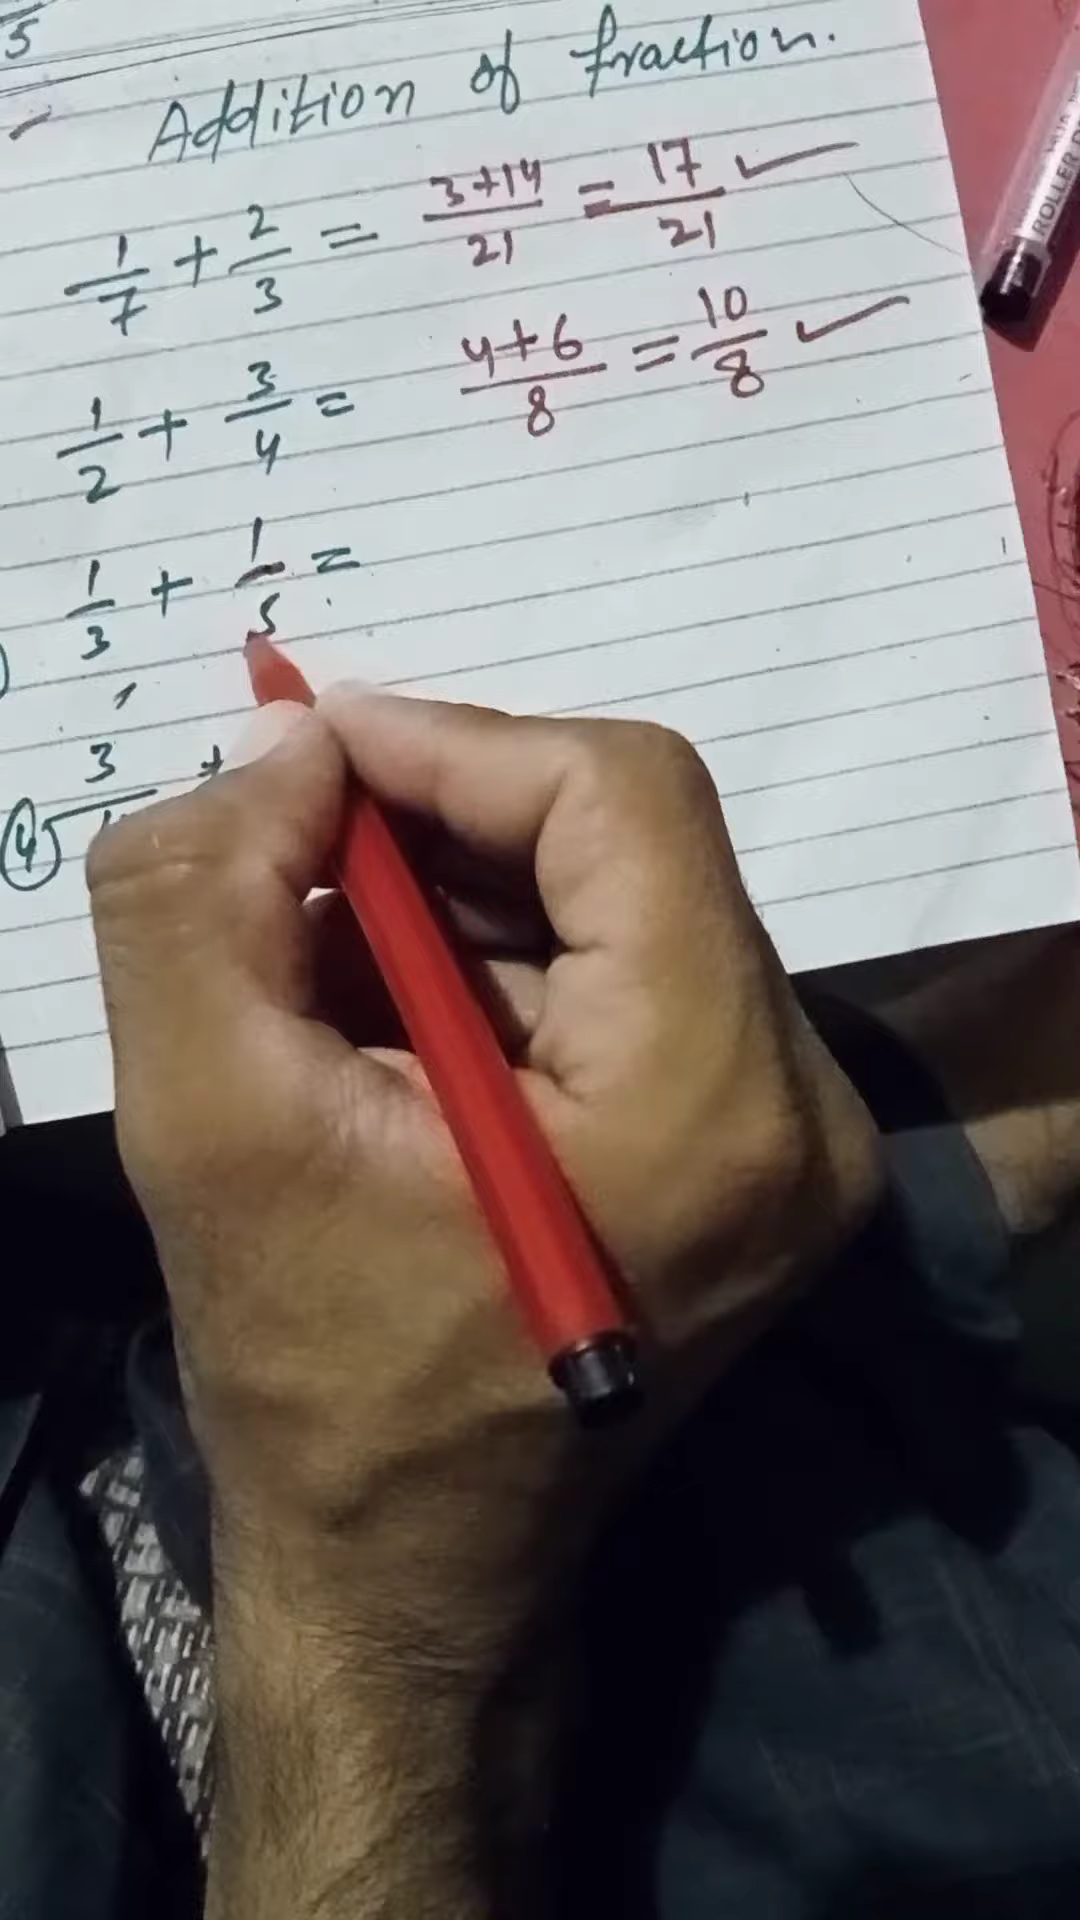 5
Addition of fraction.
1/7 + 2/3 = 3+14/21 = 17/21 ✓
1/2 + 3/4 = 4+6/8 = 10/8 ✓
1/3 + 1/5 =
④ 3/ +
ROLLER